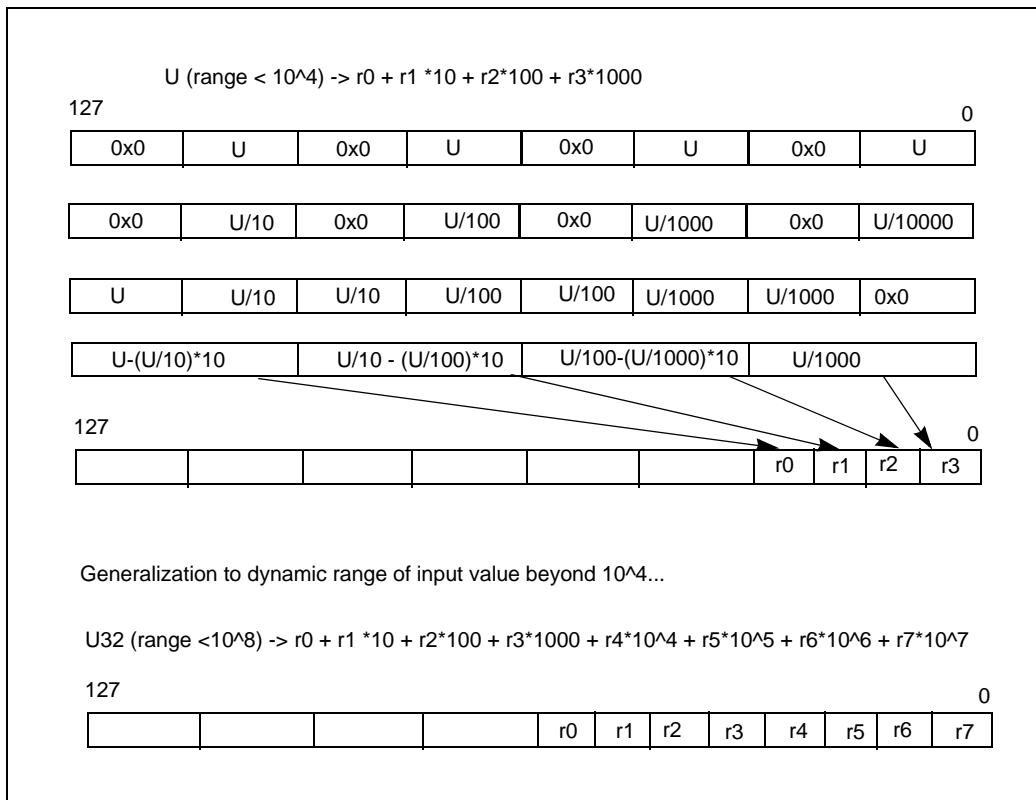 U (range < 10^4) -> r0 + r1 *10 + r2*100 + r3*1000
127 0
0x0 U 0x0 U 0x0 U 0x0 U
0x0 U/10 0x0 U/100 0x0 U/1000 0x0 U/10000
U U/10 U/10 U/100 U/100 U/1000 U/1000 0x0
U-(U/10)*10 U/10 - (U/100)*10 U/100-(U/1000)*10 U/1000
127 0
r0 r1 r2 r3
Generalization to dynamic range of input value beyond 10^4...
U32 (range <10^8) -> r0 + r1 *10 + r2*100 + r3*1000 + r4*10^4 + r5*10^5 + r6*10^6 + r7*10^7
127 0
r0 r1 r2 r3 r4 r5 r6 r7